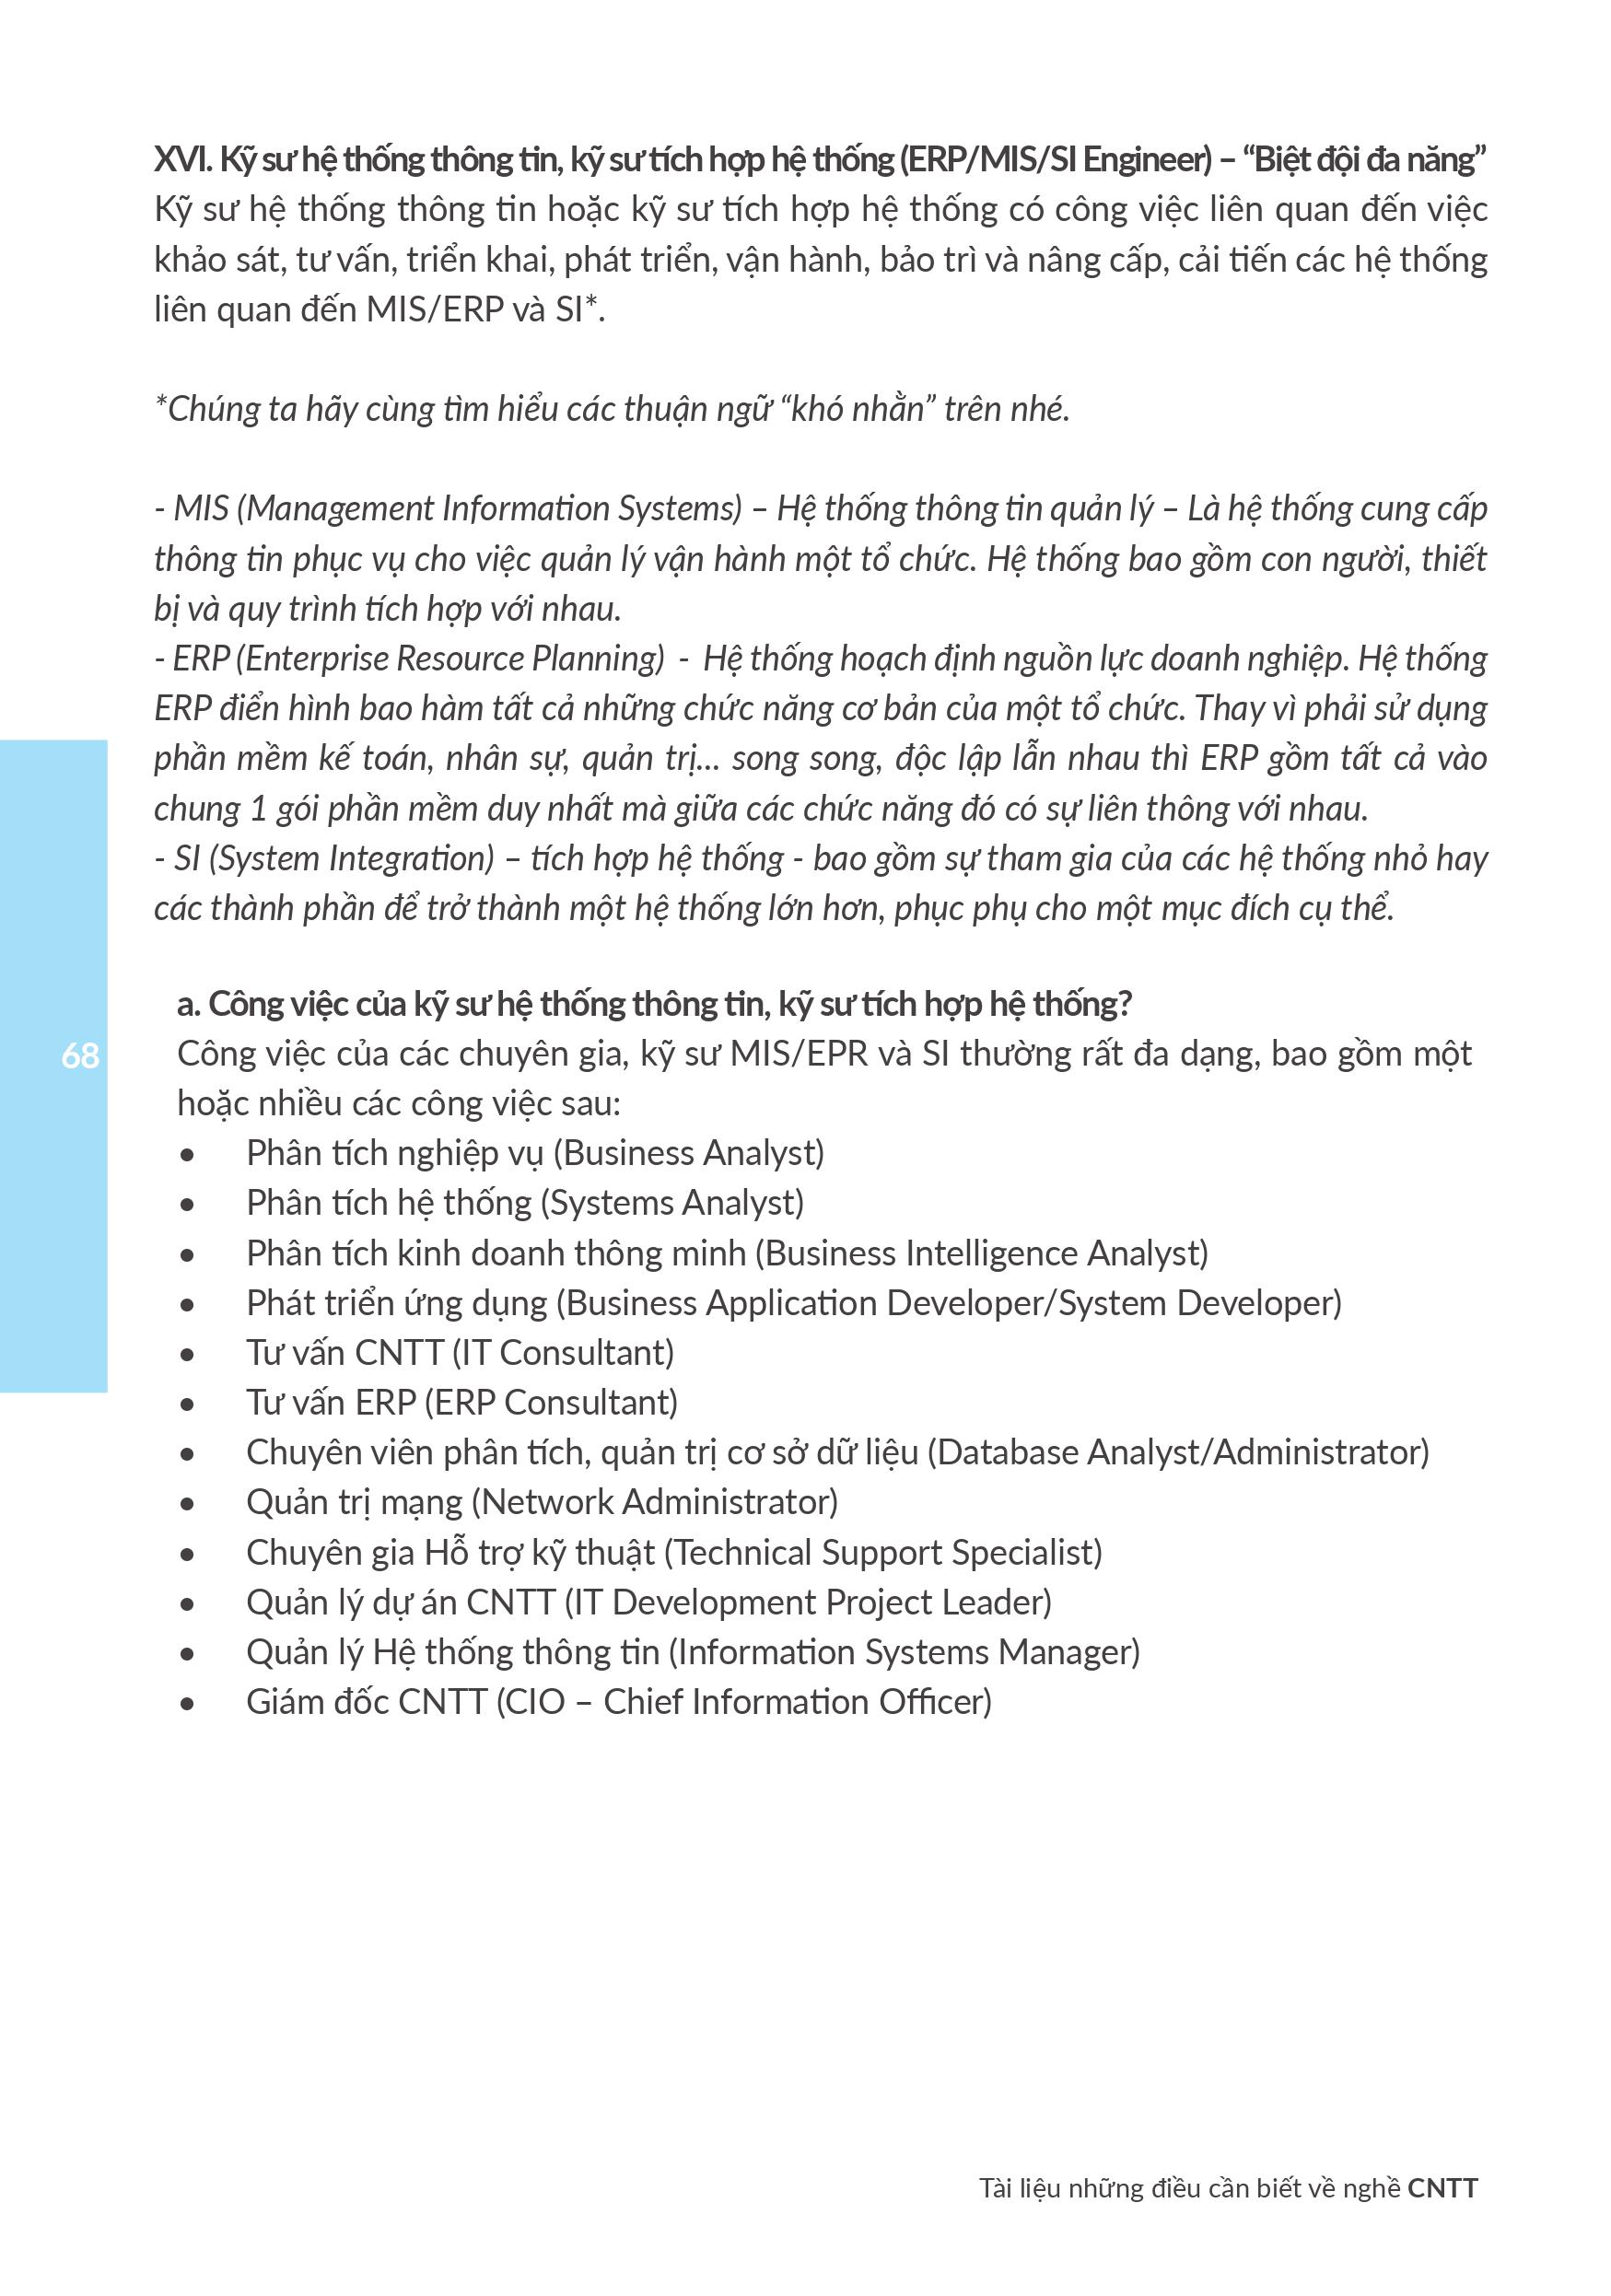 XVI. Kỹ sư hệ thống thông tin, kỹ sư tích hợp hệ thống (ERP/MIS/SI Engineer) – “Biệt đội đa năng”
Kỹ sư hệ thống thông tin hoặc kỹ sư tích hợp hệ thống có công việc liên quan đến việc
khảo sát, tư vấn, triển khai, phát triển, vận hành, bảo trì và nâng cấp, cải tiến các hệ thống
liên quan đến MIS/ERP và SI*.
*Chúng ta hãy cùng tìm hiểu các thuận ngữ “khó nhằn” trên nhé.
- MIS (Management Information Systems) – Hệ thống thông tin quản lý – Là hệ thống cung cấp
thông tin phục vụ cho việc quản lý vận hành một tổ chức. Hệ thống bao gồm con người, thiết
bị và quy trình tích hợp với nhau.
- ERP (Enterprise Resource Planning) - Hệ thống hoạch định nguồn lực doanh nghiệp. Hệ thống
ERP điển hình bao hàm tất cả những chức năng cơ bản của một tổ chức. Thay vì phải sử dụng
phần mềm kế toán, nhân sự, quản trị... song song, độc lập lẫn nhau thì ERP gồm tất cả vào
chung 1 gói phần mềm duy nhất mà giữa các chức năng đó có sự liên thông với nhau.
- SI (System Integration) – tích hợp hệ thống - bao gồm sự tham gia của các hệ thống nhỏ hay
các thành phần để trở thành một hệ thống lớn hơn, phục phụ cho một mục đích cụ thể.
a. Công việc của kỹ sư hệ thống thông tin, kỹ sư tích hợp hệ thống?
68
Công việc của các chuyên gia, kỹ sư MIS/EPR và SI thường rất đa dạng, bao gồm một
hoặc nhiều các công việc sau:
• Phân tích nghiệp vụ (Business Analyst)
• Phân tích hệ thống (Systems Analyst)
• Phân tích kinh doanh thông minh (Business Intelligence Analyst)
• Phát triển ứng dụng (Business Application Developer/System Developer)
• Tư vấn CNTT (IT Consultant)
• Tư vấn ERP (ERP Consultant)
• Chuyên viên phân tích, quản trị cơ sở dữ liệu (Database Analyst/Administrator)
• Quản trị mạng (Network Administrator)
• Chuyên gia Hỗ trợ kỹ thuật (Technical Support Specialist)
• Quản lý dự án CNTT (IT Development Project Leader)
• Quản lý Hệ thống thông tin (Information Systems Manager)
• Giám đốc CNTT (CIO – Chief Information Officer)
Tài liệu những điều cần biết về nghề CNTT